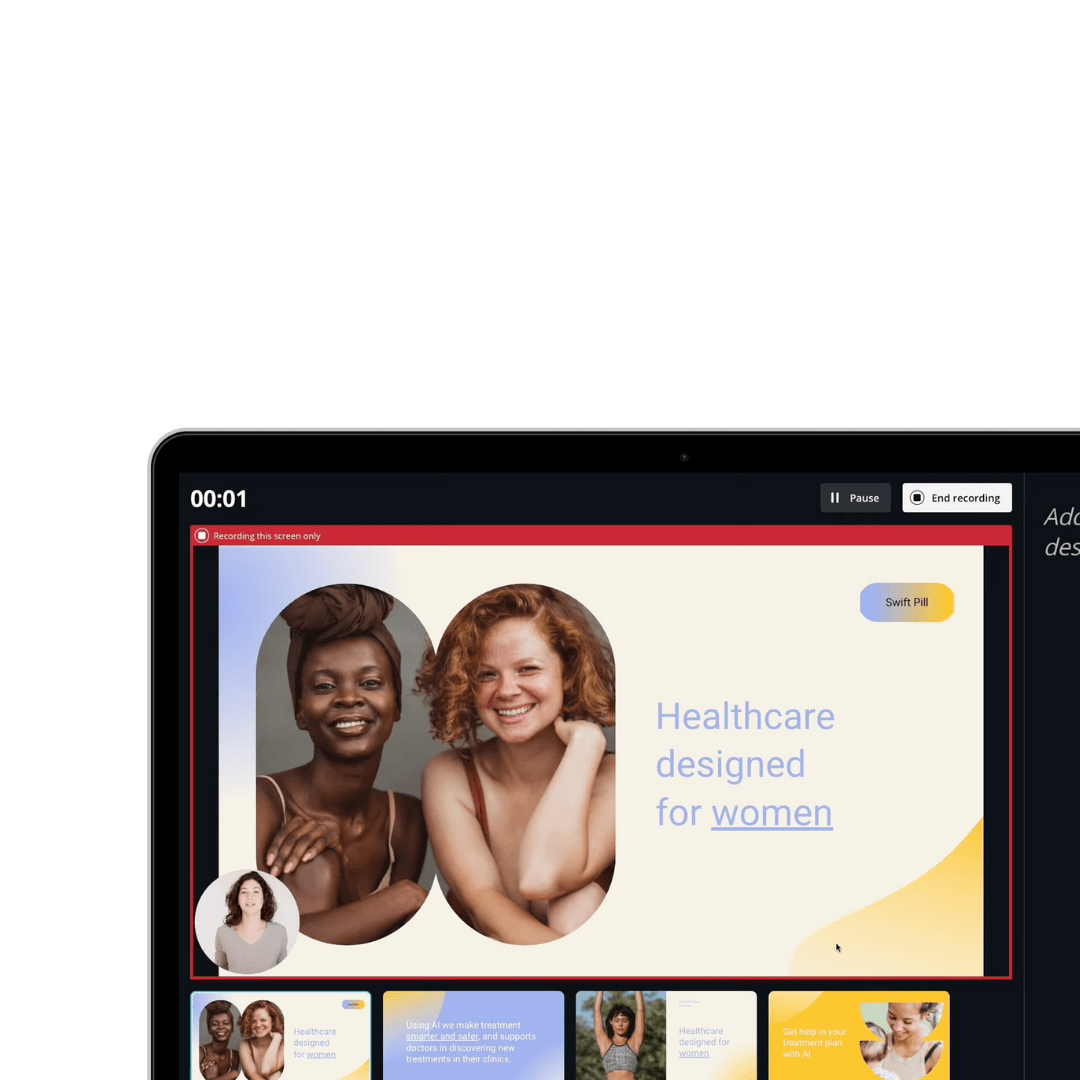 00:01
Pause
End recording
Recording this screen only
Swift Pill
Healthcare
designed
for women
Healthcare
designed
for women
Using AI we make treatment
smarter and safer, and supports
doctors in discovering new
treatments in their clinics.
Healthcare
designed for
women
Get help in your
treatment plan
with AI